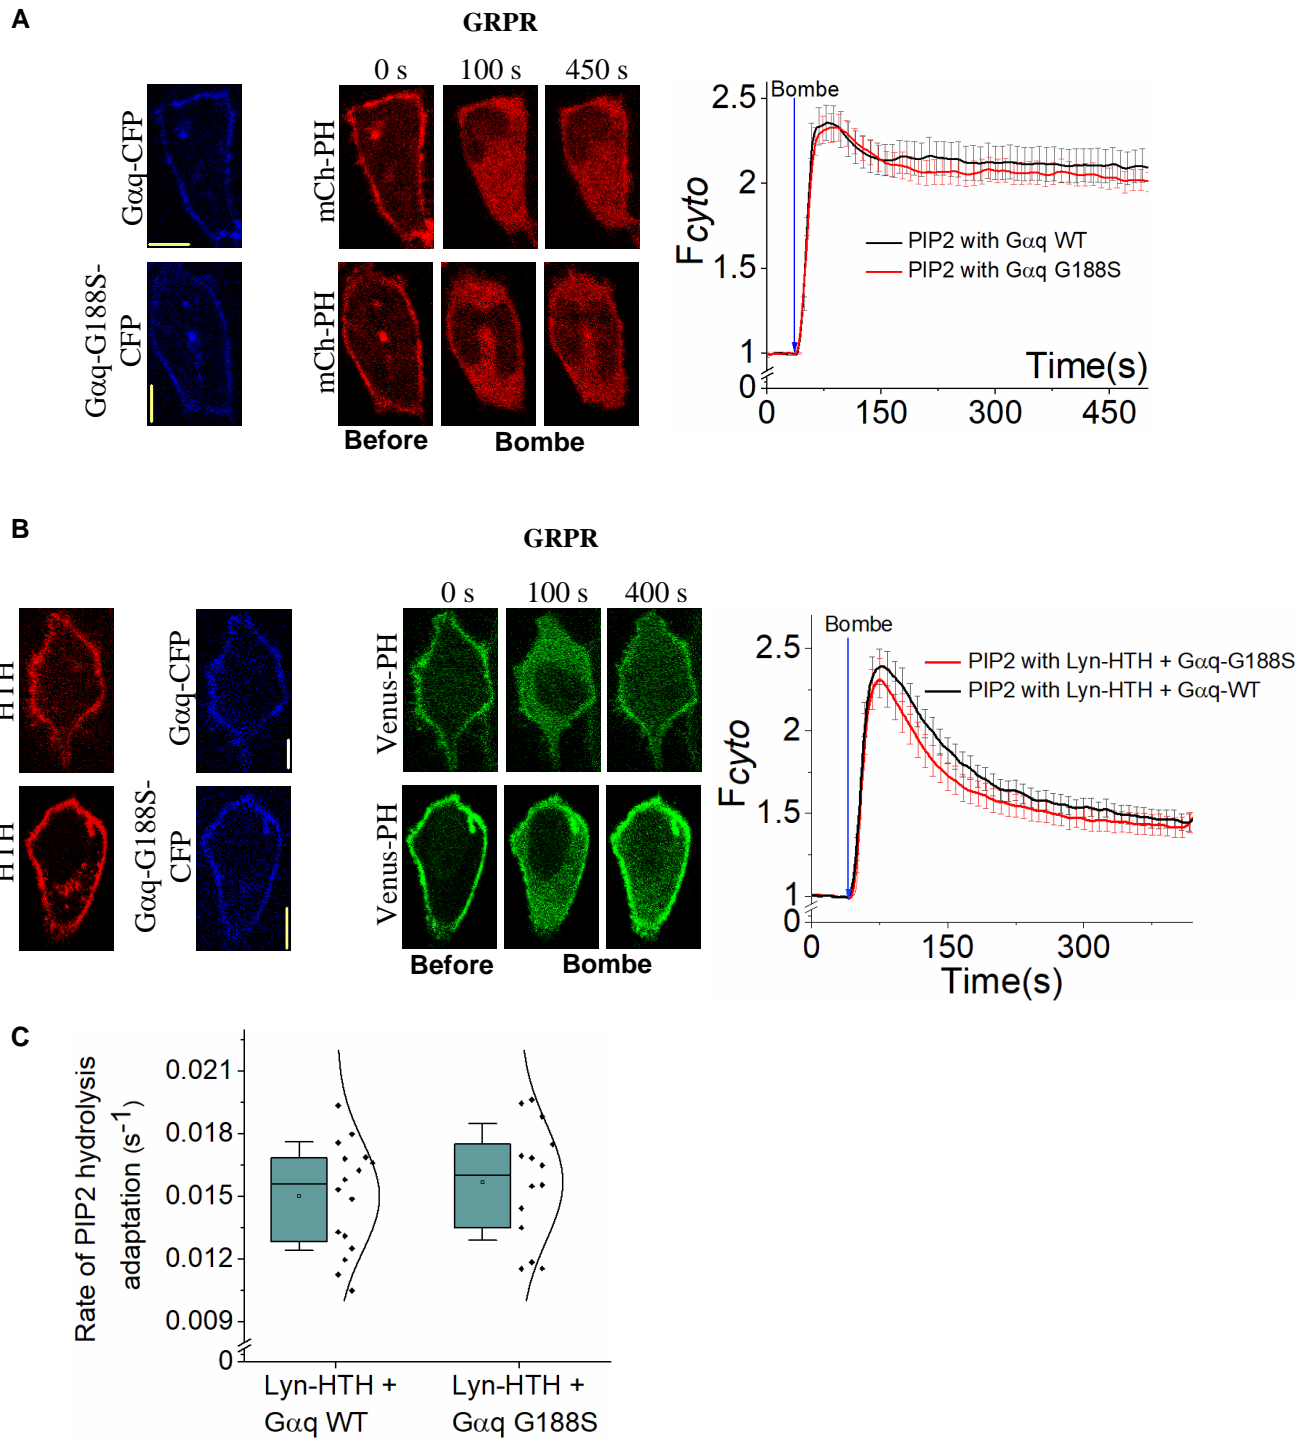 A
GRPR
0 s
100 s
450 s
Gαq-CFP
mCh-PH
Gαq-G188S-
CFP
mCh-PH
Before
Bombe
Bombe
Fcyto
2.5
2
1.5
1
0
PIP2 with Gαq WT
PIP2 with Gαq G188S
Time(s)
0
150
300
450
B
GRPR
0 s
100 s
400 s
HTH
Gαq-CFP
Venus-PH
HTH
Gαq-G188S-
CFP
Venus-PH
Before
Bombe
Bombe
Fcyto
2.5
2
1.5
1
0
PIP2 with Lyn-HTH + Gαq-G188S
PIP2 with Lyn-HTH + Gαq-WT
0
150
300
Time(s)
C
Rate of PIP2 hydrolysis
adaptation (s⁻¹)
0.021
0.018
0.015
0.012
0.009
0
Lyn-HTH +
Gαq WT
Lyn-HTH +
Gαq G188S